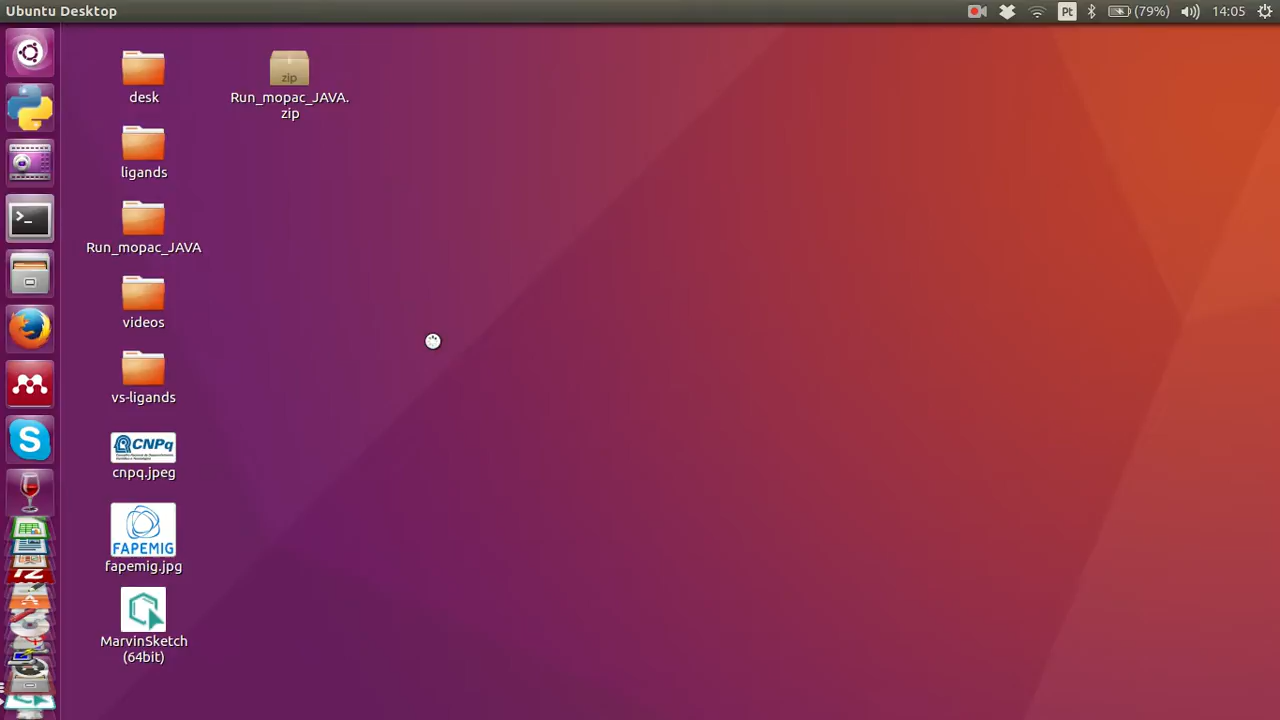 Ubuntu Desktop
Pt
(79%)
14:05
desk
zip
Run_mopac_JAVA.
zip
ligands
Run_mopac_JAVA
videos
vs-ligands
CNPq
cnpq.jpeg
FAPEMIG
fapemig.jpg
MarvinSketch
(64bit)